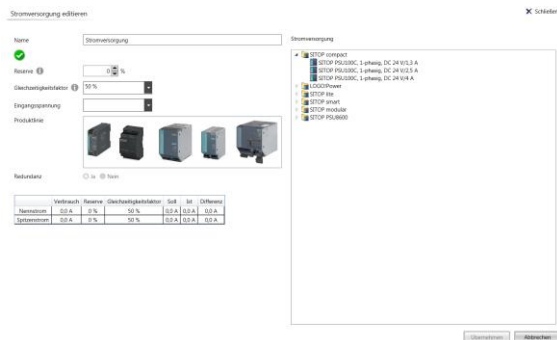 Stromversorgung editieren
Schließen
Name
Stromversorgung
Reserve
0 %
Gleichzeitigkeitsfaktor
50 %
Eingangsspannung
Produktlinie
Redundanz
Ja
Nein
Verbrauch Reserve Gleichzeitigkeitsfaktor Soll Ist Differenz
Nennstrom 0,0 A 0 % 50 % 0,0 A 0,0 A 0,0 A
Spitzenstrom 0,0 A 0 % 50 % 0,0 A 0,0 A 0,0 A
Stromversorgung
SITOP compact
SITOP PSU100C, 1-phasig, DC 24 V/1,3 A
SITOP PSU100C, 1-phasig, DC 24 V/2,5 A
SITOP PSU100C, 1-phasig, DC 24 V/4 A
LOGO!Power
SITOP lite
SITOP smart
SITOP modular
SITOP PSU8600
Übernehmen
Abbrechen